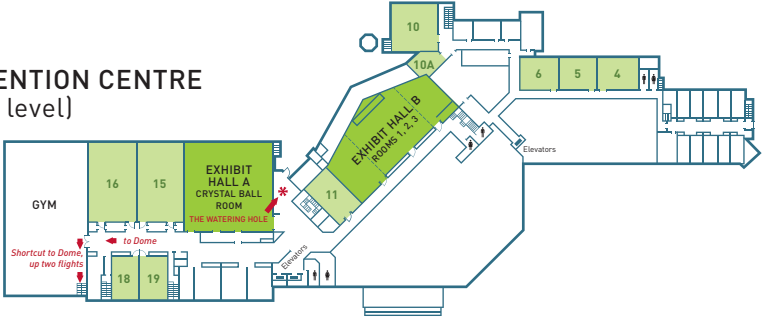 ENTION CENTRE
level)
10
10A
6
5
4
EXHIBIT HALL B
ROOMS 1, 2, 3
Elevators
GYM
16
15
EXHIBIT
HALL A
CRYSTAL BALL
ROOM
THE WATERING HOLE
*
11
to Dome
Shortcut to Dome,
up two flights
Elevators
18
19